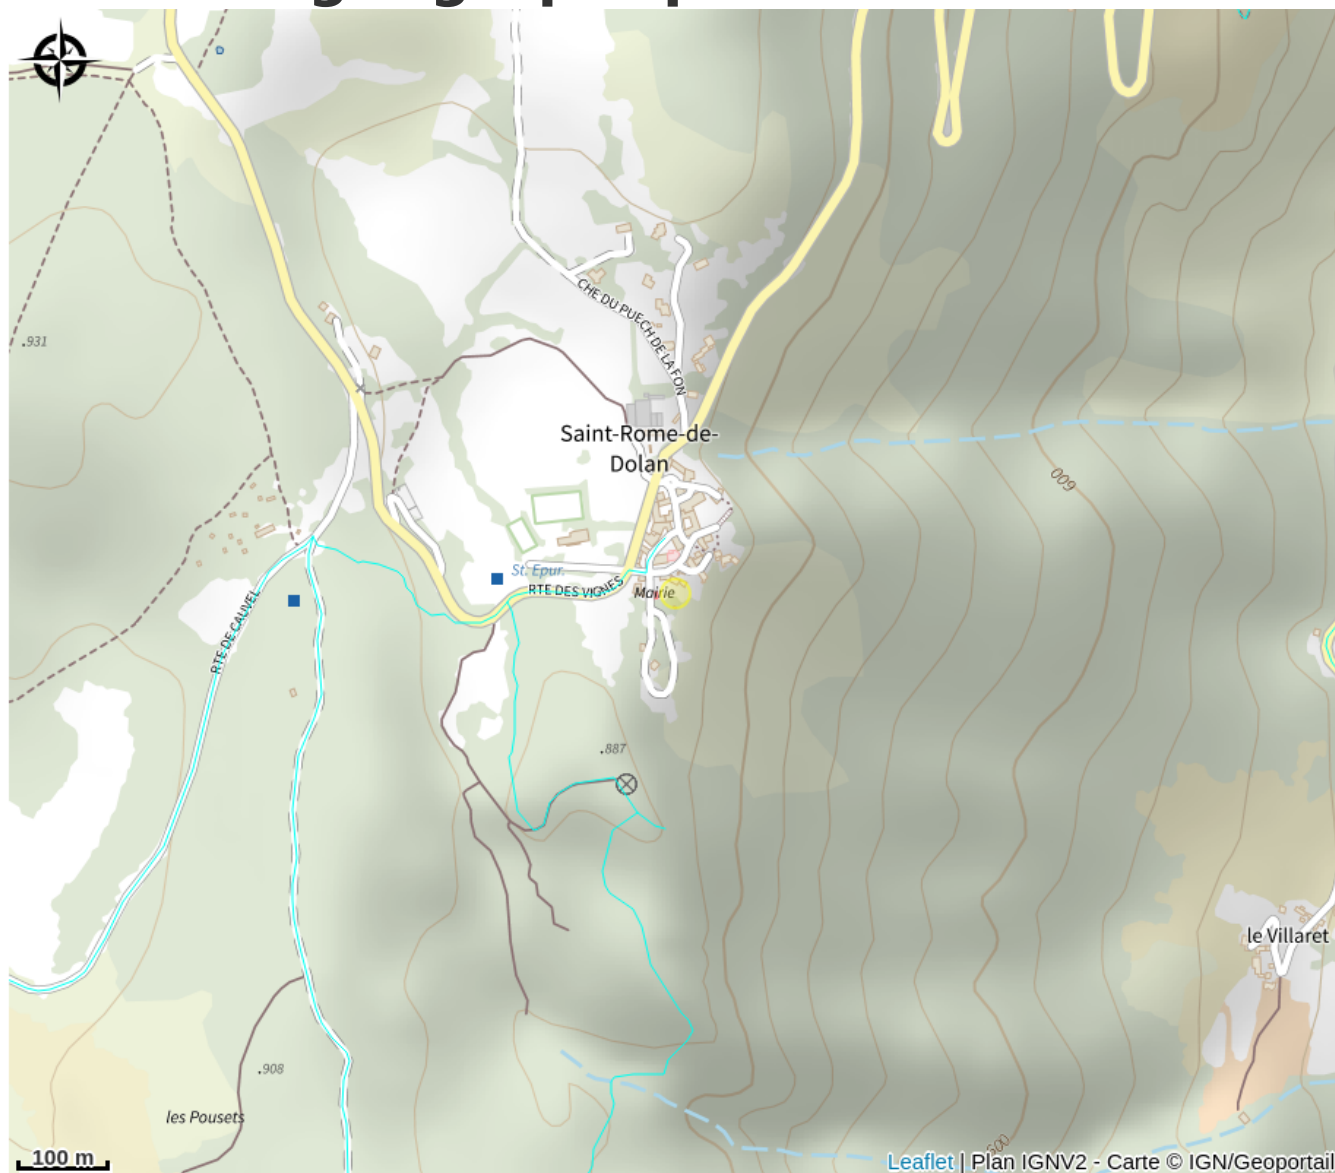 .931
CHE DU PUECH DE LA FON
Saint-Rome-de-
Dolan
600
St. Epur.
RTE DES VIGNES
Mairie
RTE DE CAUVEL
.887
le Villaret
.908
les Pousets
600
100 m
Leaflet | Plan IGNV2 - Carte © IGN/Geoportail